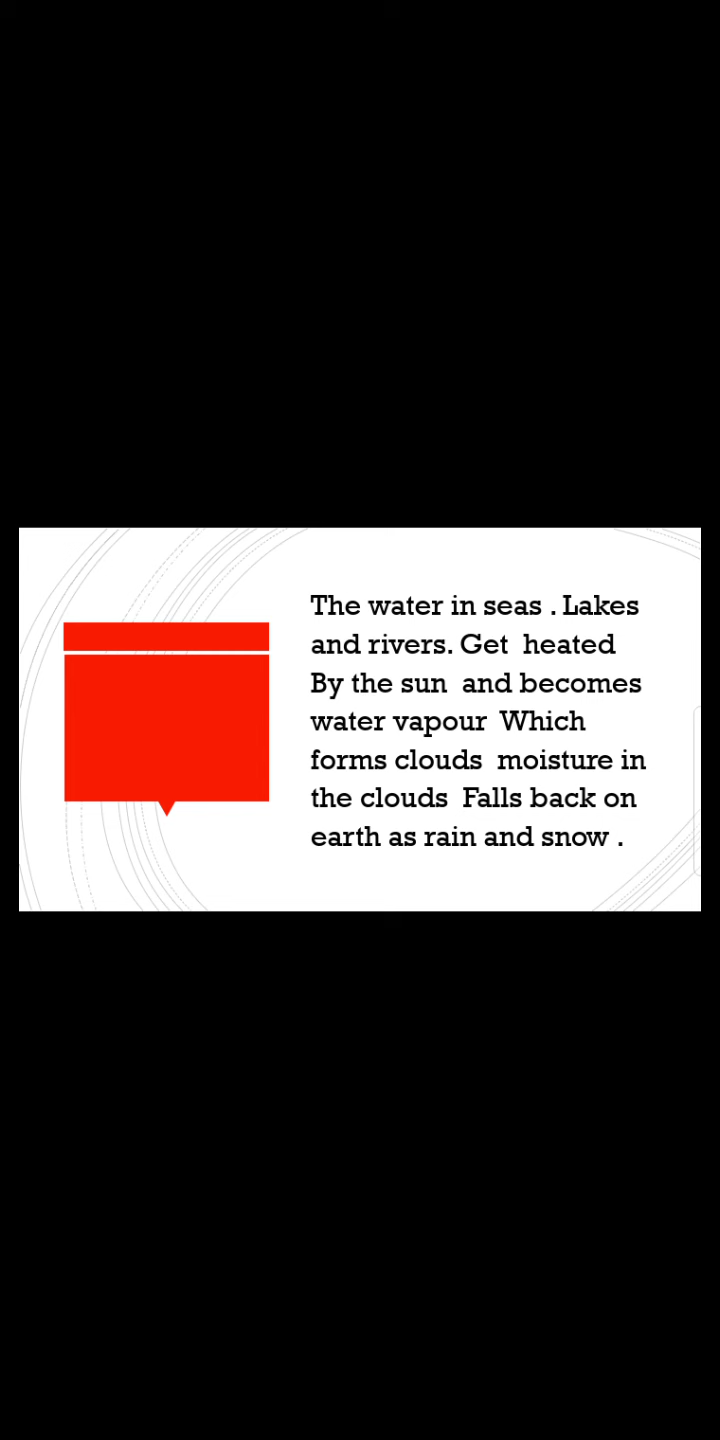 The water in seas . Lakes
and rivers. Get  heated
By the sun  and becomes
water vapour  Which
forms clouds  moisture in
the clouds  Falls back on
earth as rain and snow .